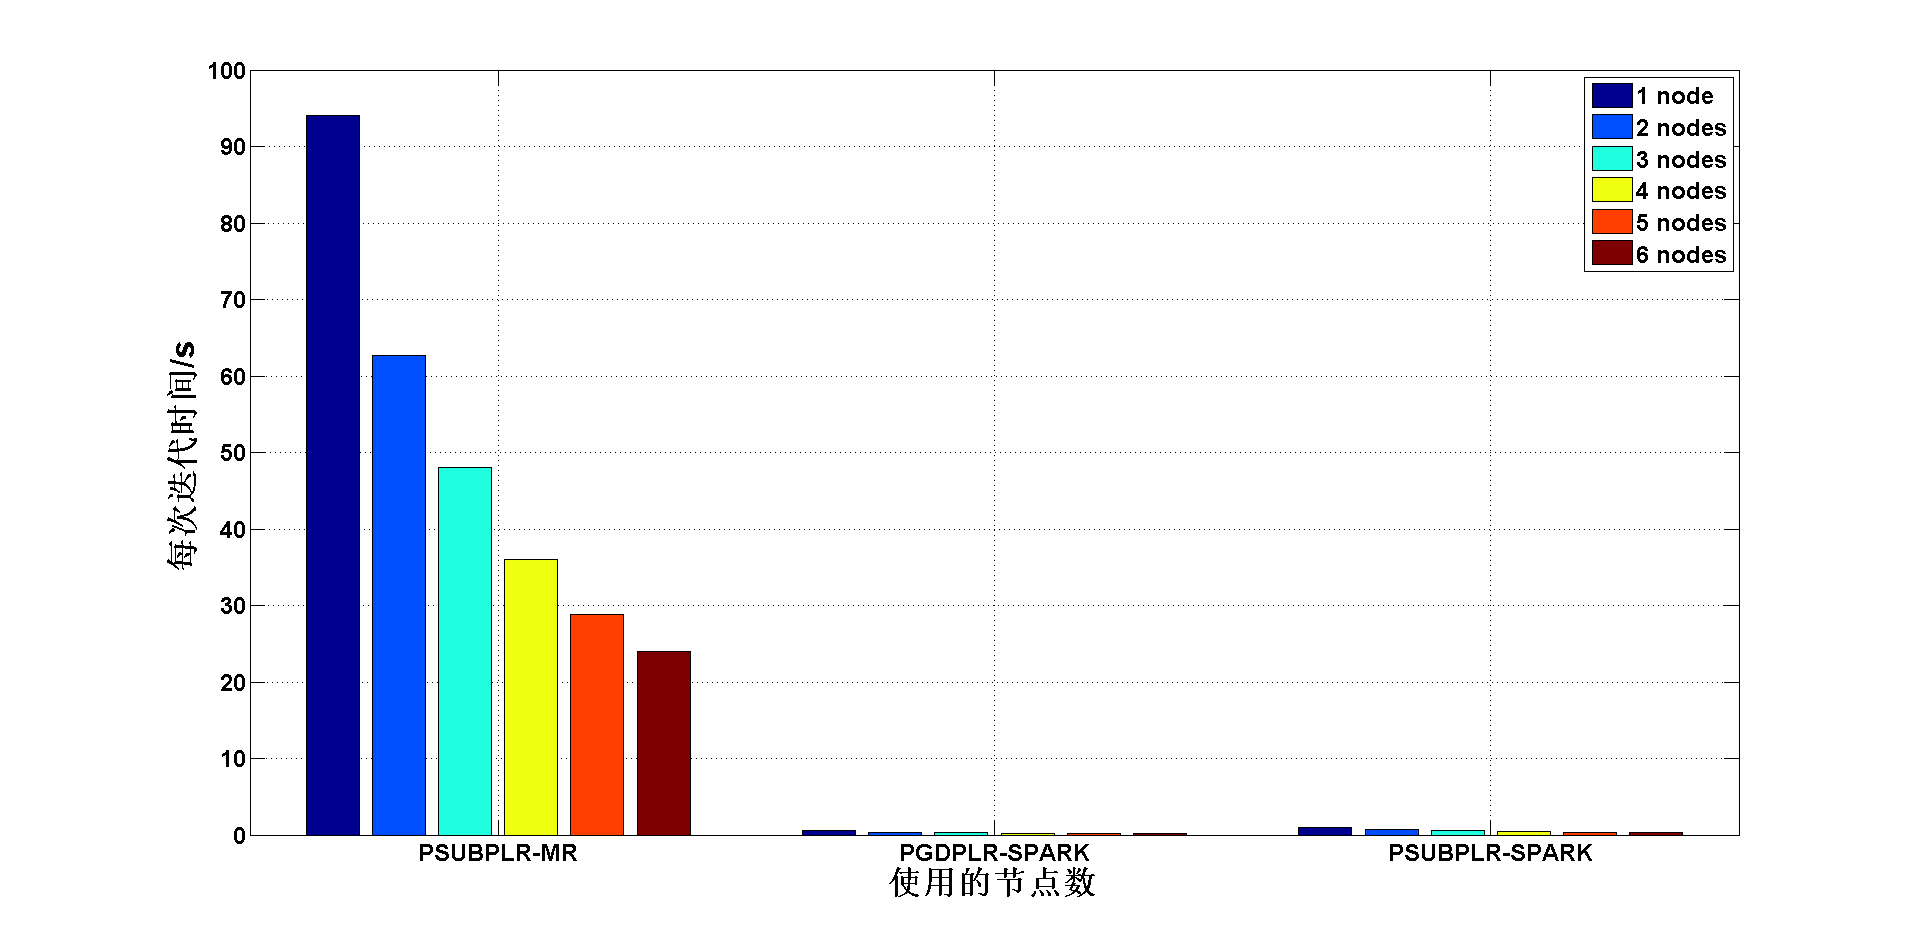 100
90
80
70
60
50
40
30
20
10
0
每次迭代时间/s
1 node
2 nodes
3 nodes
4 nodes
5 nodes
6 nodes
PSUBPLR-MR
PGDPLR-SPARK
PSUBPLR-SPARK
使用的节点数